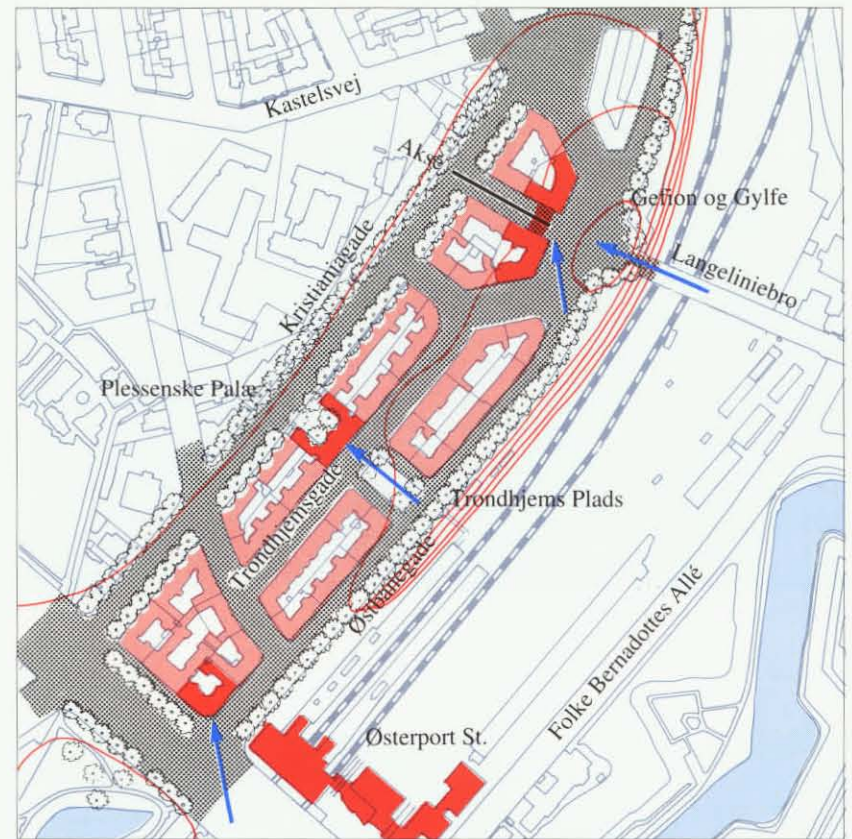 Kastelsvej
Akse
Gefion og Gylfe
Langeliniebro
Kristianiagade
Plessenske Palæ
Trondhjems Plads
Trondhjemsgade
Østbanegade
Folke Bernadottes Allé
Østerport St.